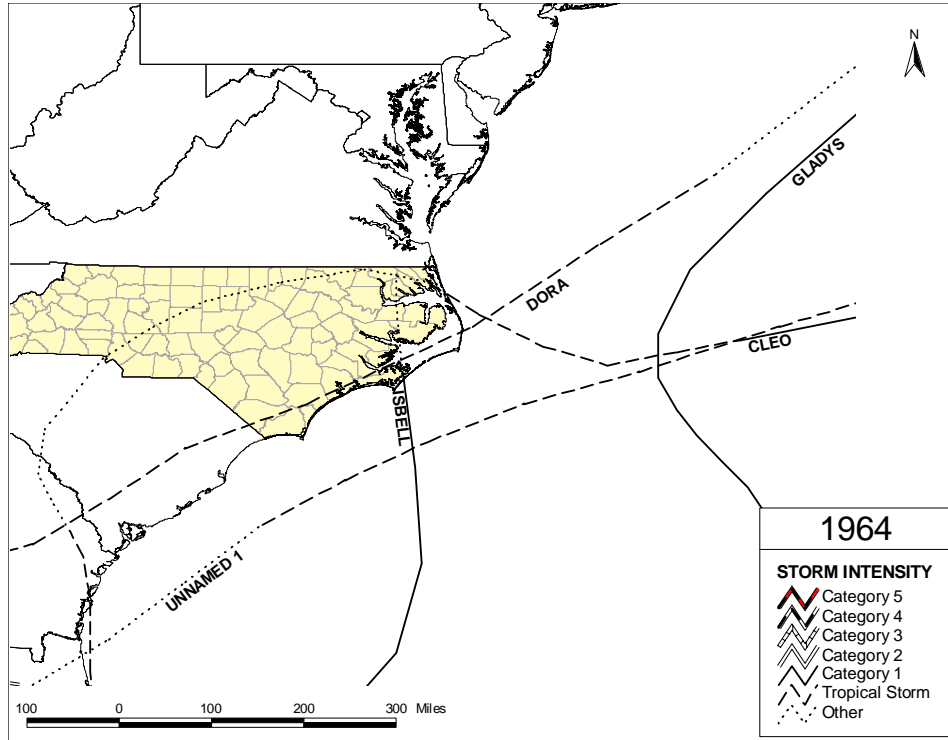 N
GLADYS
DORA
CLEO
ISBELL
UNNAMED 1
1964
STORM INTENSITY
Category 5
Category 4
Category 3
Category 2
Category 1
Tropical Storm
Other
100 0 100 200 300 Miles